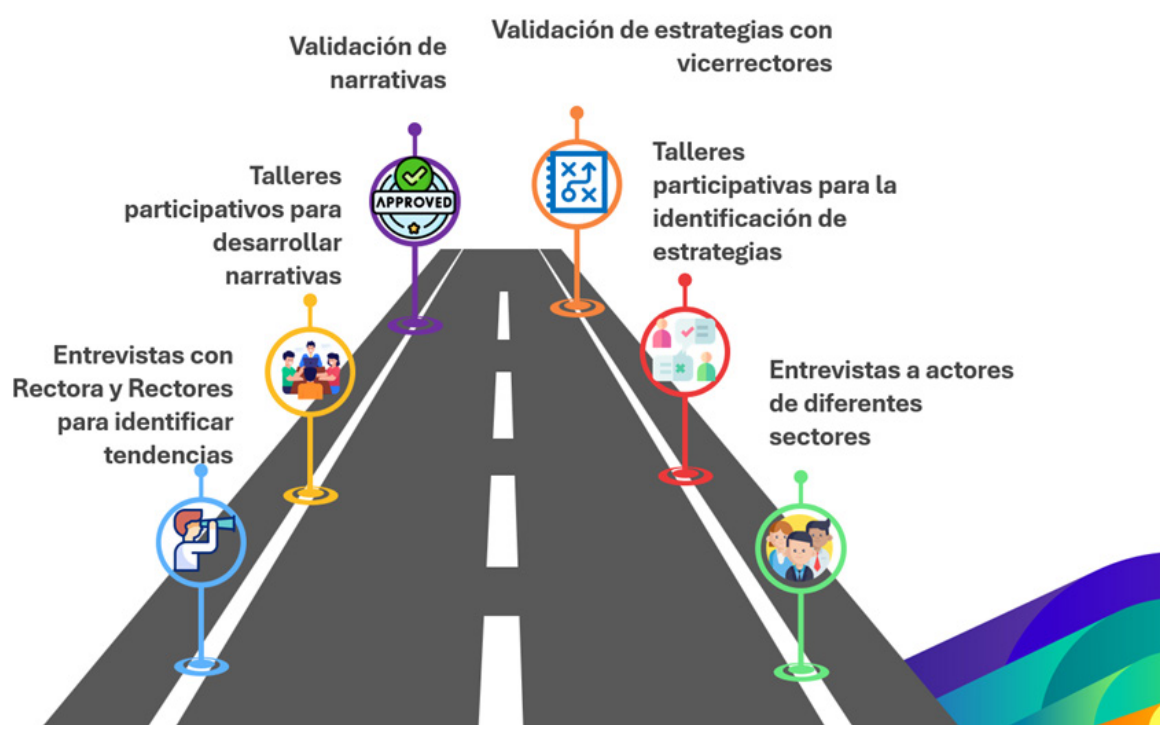 Validación de
narrativas
Validación de estrategias con
vicerrectores
Talleres
participativos para
desarrollar
narrativas
APPROVED
Talleres
participativas para la
identificación de
estrategias
Entrevistas con
Rectora y Rectores
para identificar
tendencias
Entrevistas a actores
de diferentes
sectores